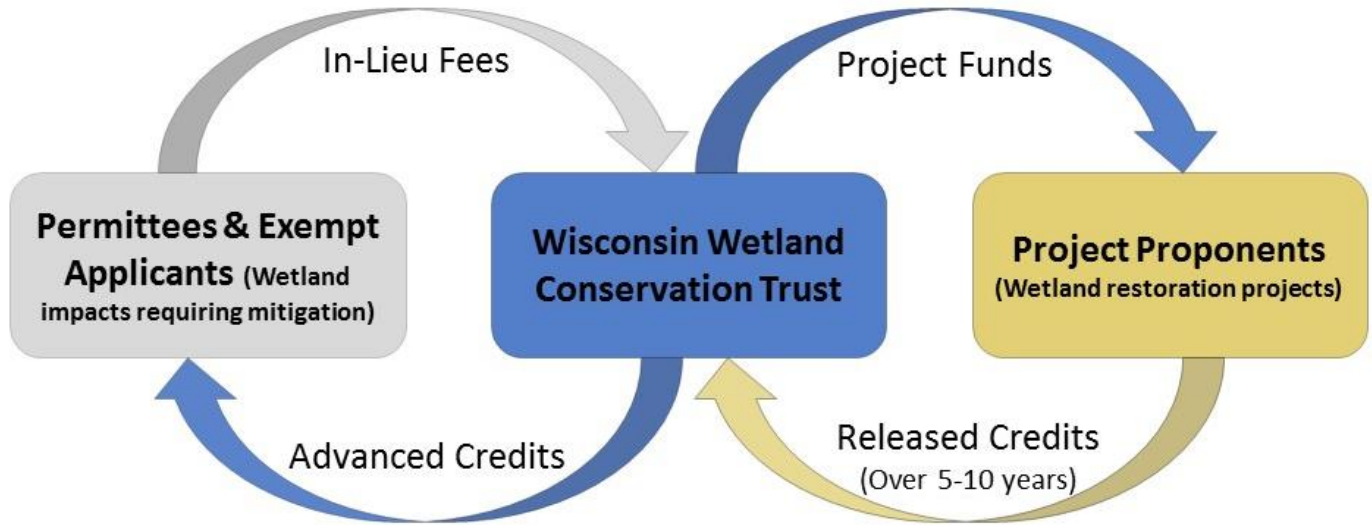 In-Lieu Fees
Project Funds
Permittees & Exempt
Applicants (Wetland
impacts requiring mitigation)
Wisconsin Wetland
Conservation Trust
Project Proponents
(Wetland restoration projects)
Advanced Credits
Released Credits
(Over 5-10 years)